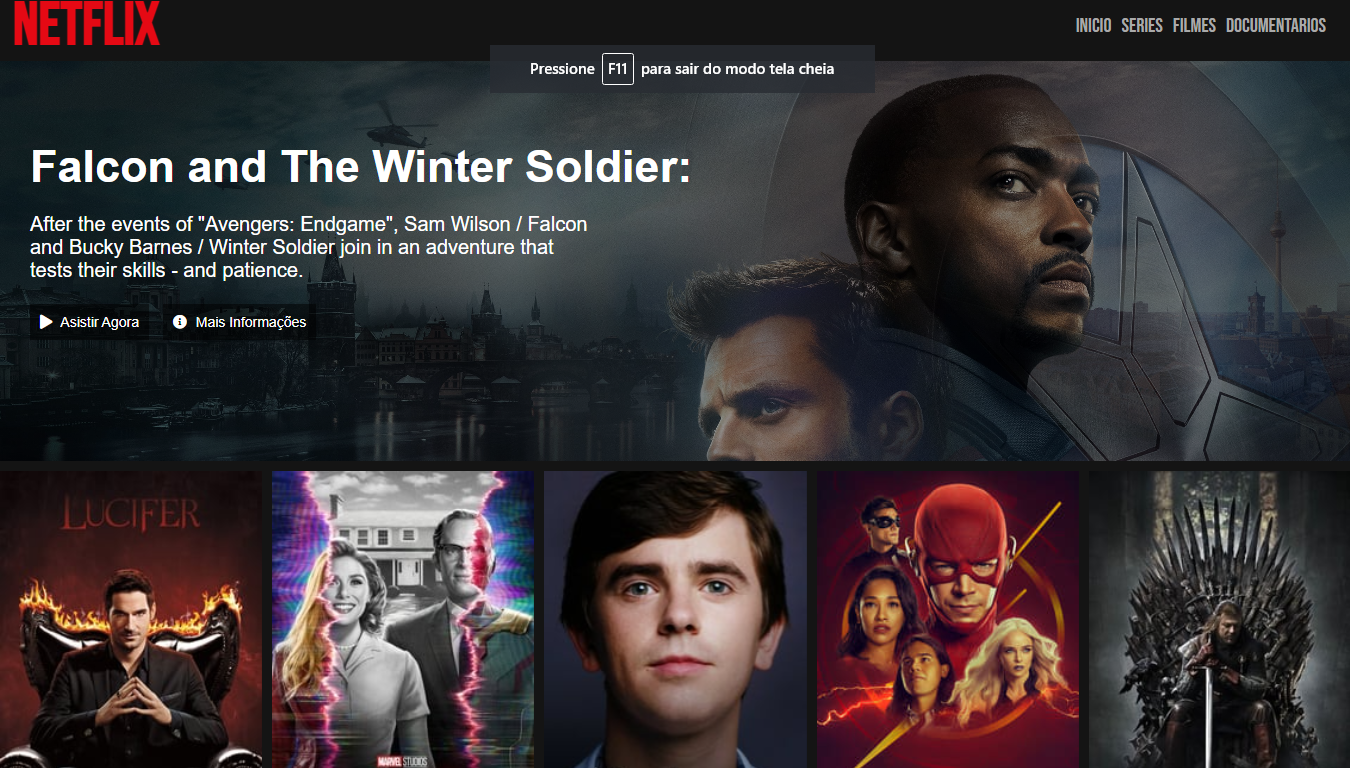 NETFLIX
INICIO SERIES FILMES DOCUMENTARIOS
Pressione F11 para sair do modo tela cheia
Falcon and The Winter Soldier:
After the events of "Avengers: Endgame", Sam Wilson / Falcon
and Bucky Barnes / Winter Soldier join in an adventure that
tests their skills - and patience.
Asistir Agora
Mais Informações
LUCIFER
MARVEL STUDIOS